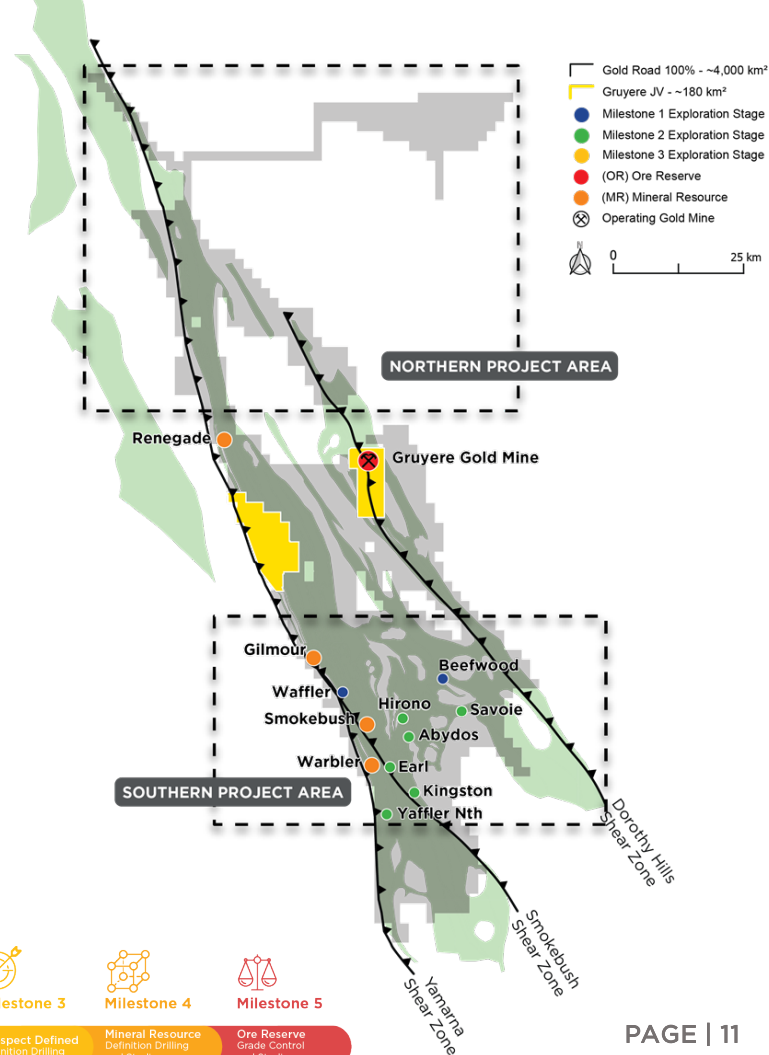 Gold Road 100% - ~4,000 km²
Gruyere JV - ~180 km²
Milestone 1 Exploration Stage
Milestone 2 Exploration Stage
Milestone 3 Exploration Stage
(OR) Ore Reserve
(MR) Mineral Resource
Operating Gold Mine
N
0
25 km
NORTHERN PROJECT AREA
Renegade
Gruyere Gold Mine
Gilmour
Beefwood
Waffler
Hirono
Savoie
Smokebush
Abydos
Warbler
Earl
SOUTHERN PROJECT AREA
Kingston
Yaffler Nth
Dorothy Hills
Shear Zone
Smokebush
Shear Zone
Yamarna
Shear Zone
estone 3
Milestone 4
Milestone 5
spect Defined
nition Drilling
Mineral Resource
Definition Drilling
Ore Reserve
Grade Control
PAGE | 11